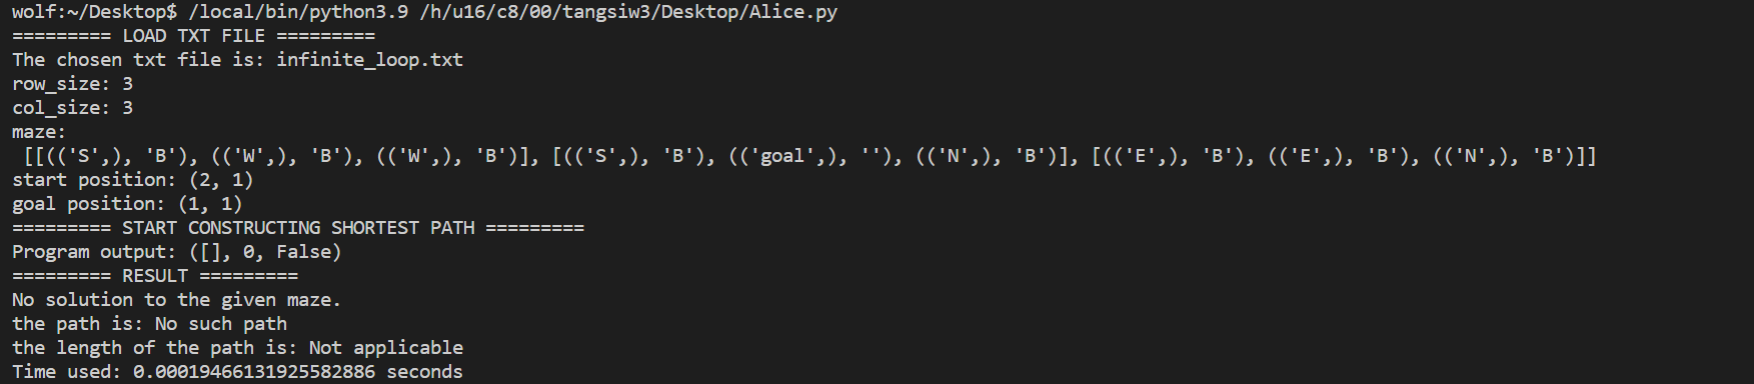 wolf:~/Desktop$ /local/bin/python3.9 /h/u16/c8/00/tangsiw3/Desktop/Alice.py
========= LOAD TXT FILE =========
The chosen txt file is: infinite_loop.txt
row_size: 3
col_size: 3
maze:
 [[(('S',), 'B'), (('W',), 'B'), (('W',), 'B')], [(('S',), 'B'), (('goal',), ''), (('N',), 'B')], [(('E',), 'B'), (('E',), 'B'), (('N',), 'B')]]
start position: (2, 1)
goal position: (1, 1)
========= START CONSTRUCTING SHORTEST PATH =========
Program output: ([], 0, False)
========= RESULT =========
No solution to the given maze.
the path is: No such path
the length of the path is: Not applicable
Time used: 0.00019466131925582886 seconds